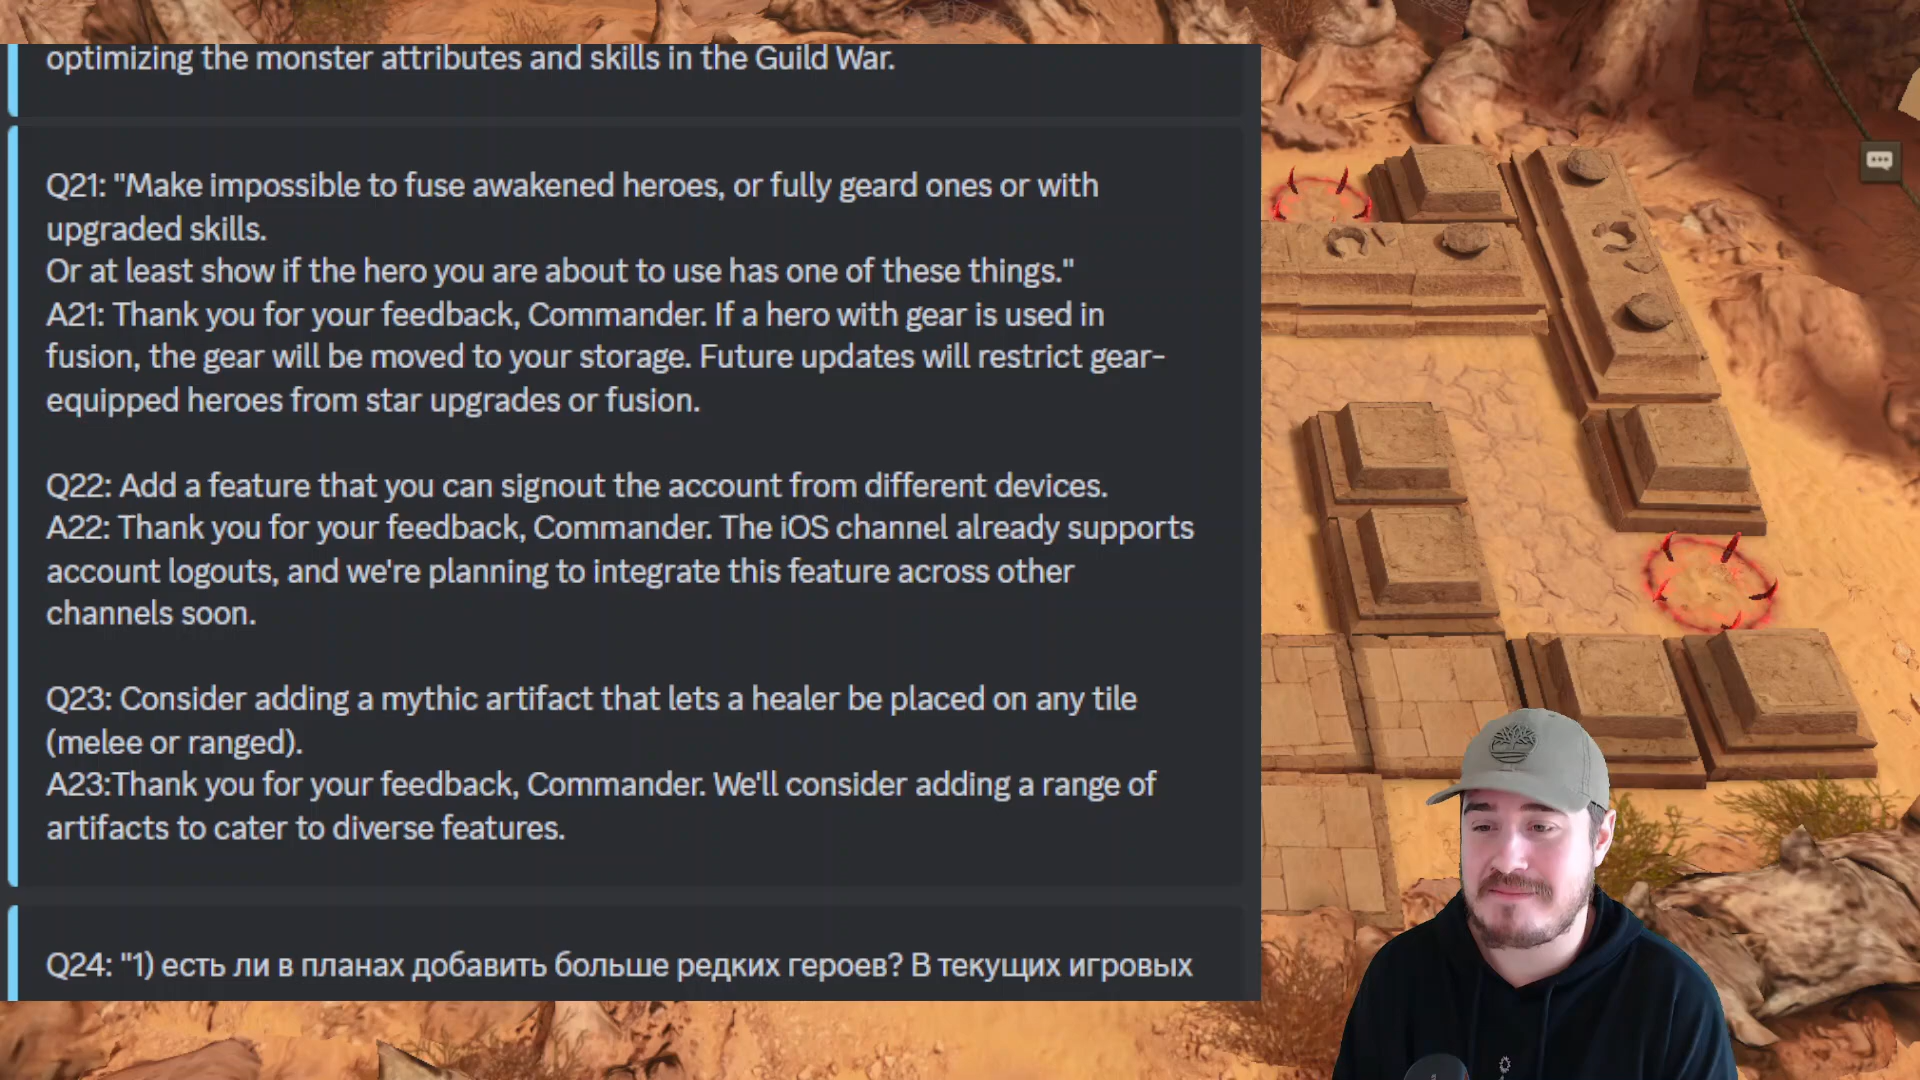 optimizing the monster attributes and skills in the Guild War.
Q21: "Make impossible to fuse awakened heroes, or fully geard ones or with
upgraded skills.
Or at least show if the hero you are about to use has one of these things."
A21: Thank you for your feedback, Commander. If a hero with gear is used in
fusion, the gear will be moved to your storage. Future updates will restrict gear-
equipped heroes from star upgrades or fusion.
Q22: Add a feature that you can signout the account from different devices.
A22: Thank you for your feedback, Commander. The iOS channel already supports
account logouts, and we're planning to integrate this feature across other
channels soon.
Q23: Consider adding a mythic artifact that lets a healer be placed on any tile
(melee or ranged).
A23:Thank you for your feedback, Commander. We'll consider adding a range of
artifacts to cater to diverse features.
Q24: "1) есть ли в планах добавить больше редких героев? В текущих игровых